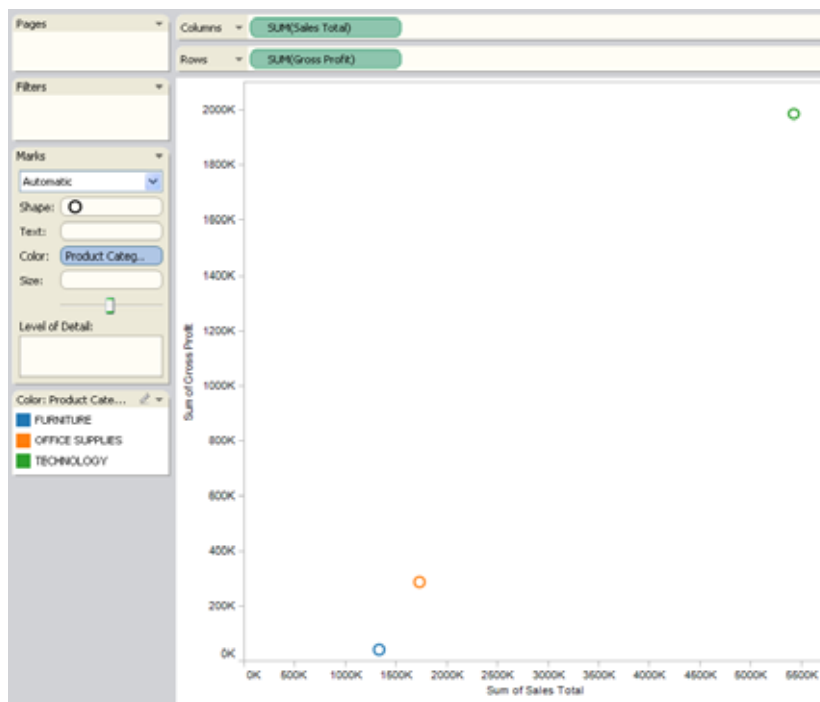 Pages
Columns SUM(Sales Total)
Rows SUM(Gross Profit)
Filters
Marks
Automatic
Shape:
Text:
Color: Product Categ...
Size:
Level of Detail:
Color: Product Cate...
FURNITURE
OFFICE SUPPLIES
TECHNOLOGY
Sum of Gross Profit
2000K
1800K
1600K
1400K
1200K
1000K
800K
600K
400K
200K
0K
0K 500K 1000K 1500K 2000K 2500K 3000K 3500K 4000K 4500K 5000K 5500K
Sum of Sales Total